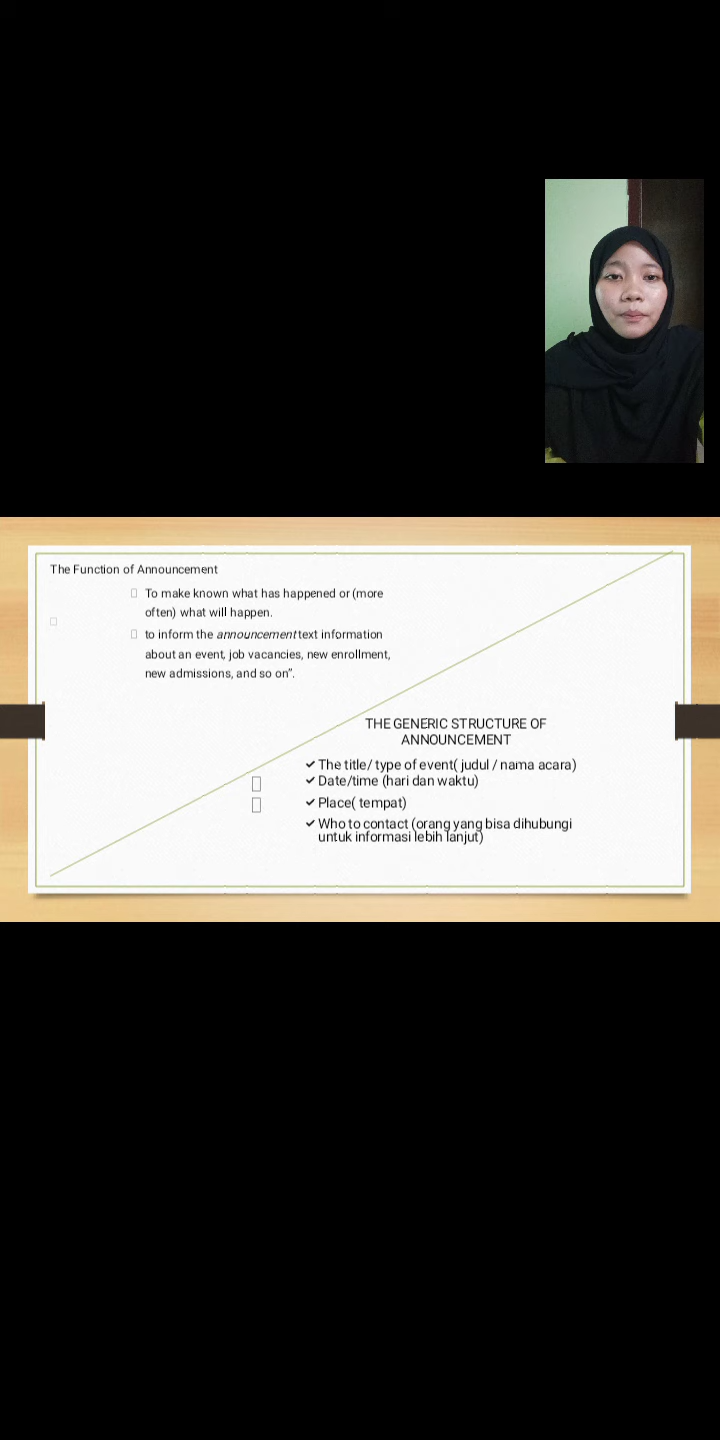 The Function of Announcement
To make known what has happened or (more
often) what will happen.
to inform the announcement text information
about an event, job vacancies, new enrollment,
new admissions, and so on”.
THE GENERIC STRUCTURE OF
ANNOUNCEMENT
✓ The title/ type of event( judul / nama acara)
✓ Date/time (hari dan waktu)
✓ Place( tempat)
✓ Who to contact (orang yang bisa dihubungi
untuk informasi lebih lanjut)